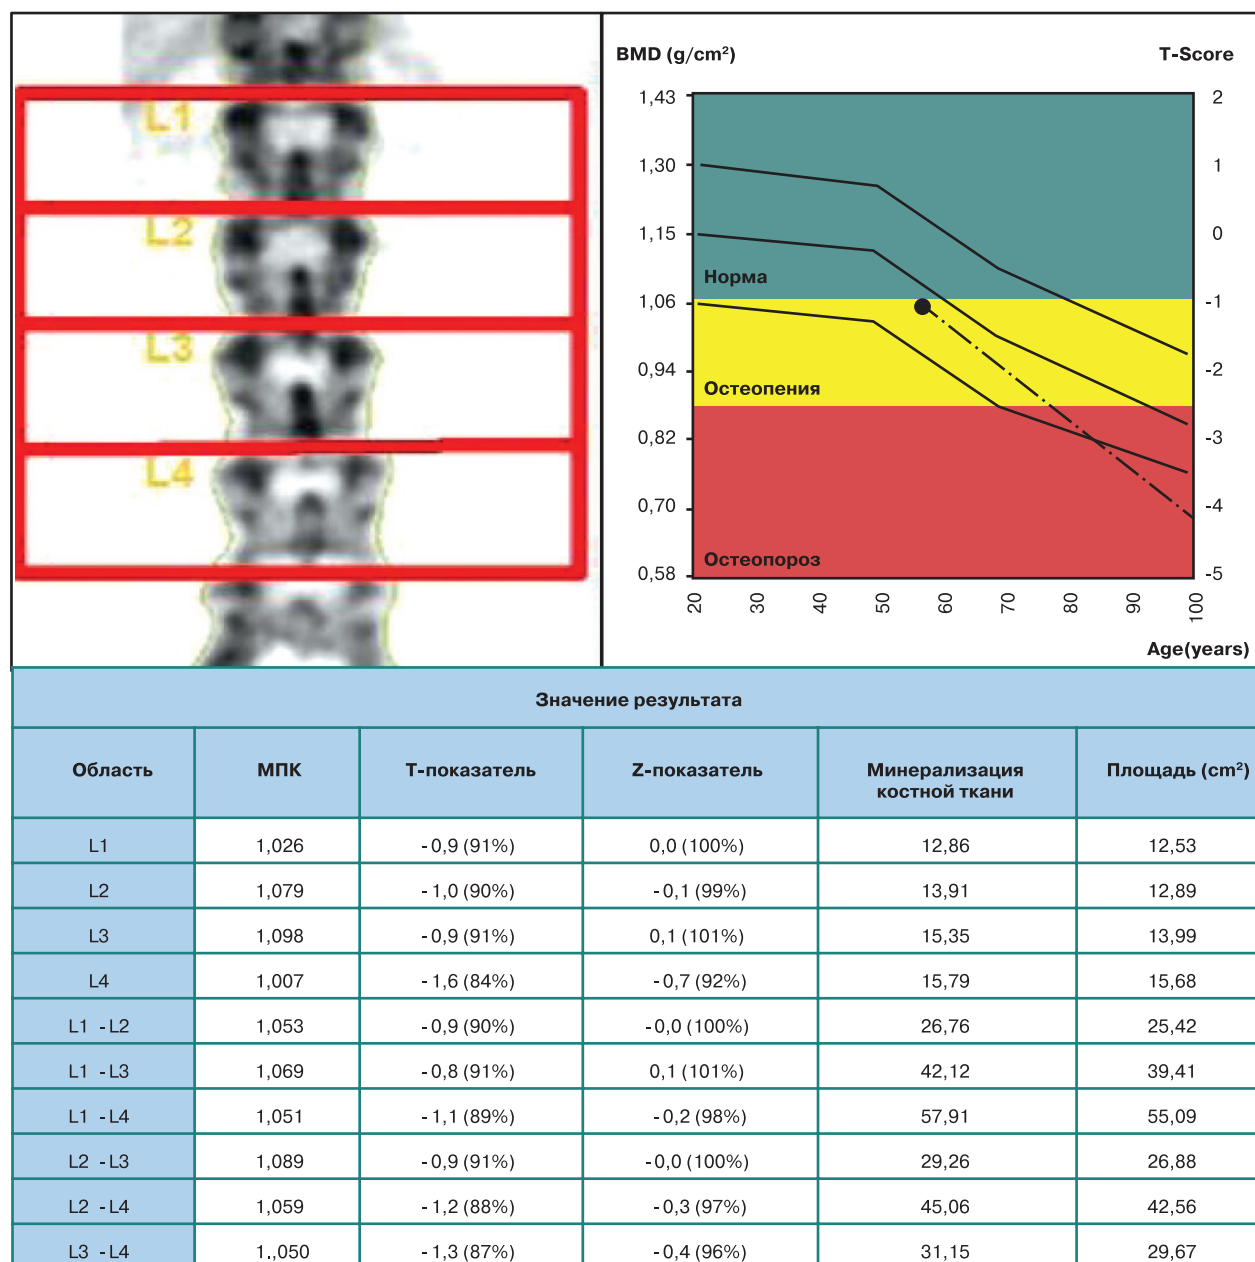 L1
L2
L3
L4
BMD (g/cm²)
T-Score
1,43
1,30
1,15
1,06
0,94
0,82
0,70
0,58
2
1
0
-1
-2
-3
-4
-5
Норма
Остеопения
Остеопороз
20 30 40 50 60 70 80 90 100
Age(years)
Значение результата
Область МПК Т-показатель Z-показатель Минерализация костной ткани Площадь (cm²)
L1 1,026 -0,9 (91%) 0,0 (100%) 12,86 12,53
L2 1,079 -1,0 (90%) -0,1 (99%) 13,91 12,89
L3 1,098 -0,9 (91%) 0,1 (101%) 15,35 13,99
L4 1,007 -1,6 (84%) -0,7 (92%) 15,79 15,68
L1 -L2 1,053 -0,9 (90%) -0,0 (100%) 26,76 25,42
L1 -L3 1,069 -0,8 (91%) 0,1 (101%) 42,12 39,41
L1 -L4 1,051 -1,1 (89%) -0,2 (98%) 57,91 55,09
L2 -L3 1,089 -0,9 (91%) -0,0 (100%) 29,26 26,88
L2 -L4 1,059 -1,2 (88%) -0,3 (97%) 45,06 42,56
L3 -L4 1.,050 -1,3 (87%) -0,4 (96%) 31,15 29,67